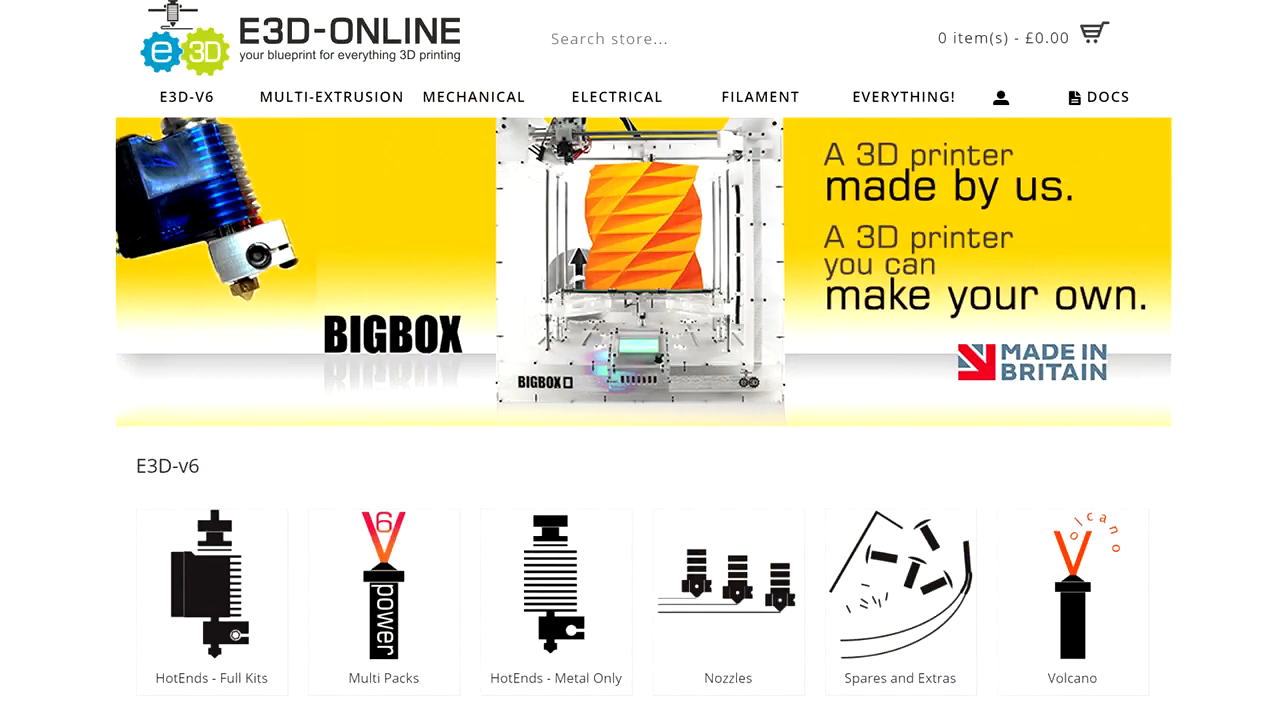 e3D
E3D-ONLINE
your blueprint for everything 3D printing
Search store...
0 item(s) - £0.00
E3D-V6
MULTI-EXTRUSION
MECHANICAL
ELECTRICAL
FILAMENT
EVERYTHING!
DOCS
A 3D printer
made by us.
A 3D printer
you can
make your own.
BIGBOX
BIGBOX
MADE IN
BRITAIN
E3D-v6
V6
power
Volcano
HotEnds - Full Kits
Multi Packs
HotEnds - Metal Only
Nozzles
Spares and Extras
Volcano